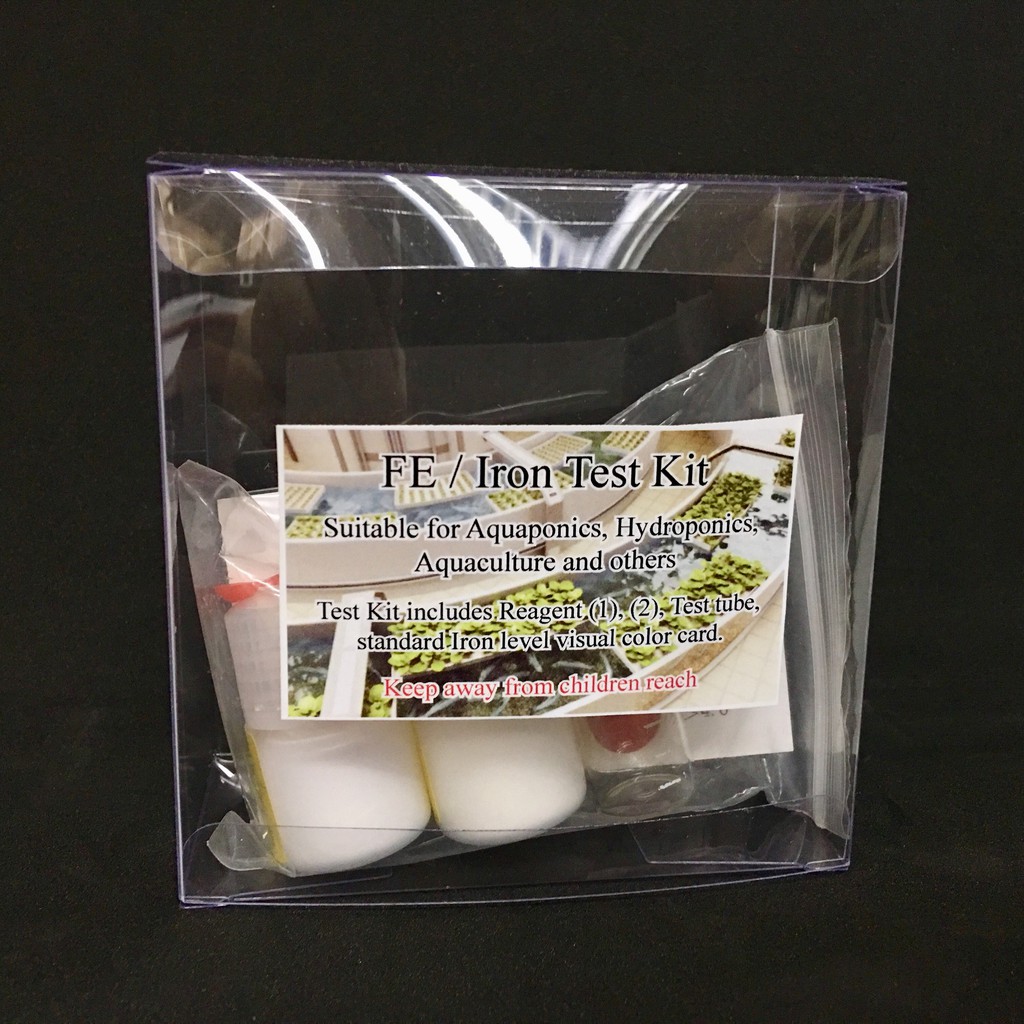 FE / Iron Test Kit
Suitable for Aquaponics, Hydroponics,
Aquaculture and others
Test Kit includes Reagent (1), (2), Test tube,
standard Iron level visual color card.
Keep away from children reach